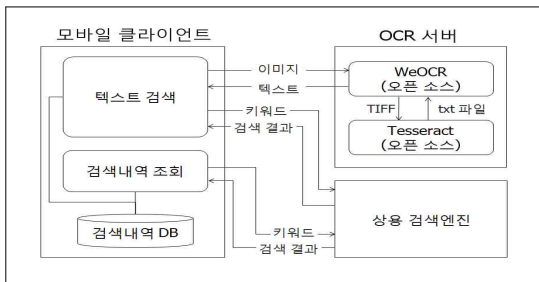 모바일 클라이언트
텍스트 검색
검색내역 조회
검색내역 DB
이미지
텍스트
키워드
검색 결과
키워드
검색 결과
OCR 서버
WeOCR
(오픈 소스)
TIFF
txt 파일
Tesseract
(오픈 소스)
상용 검색엔진